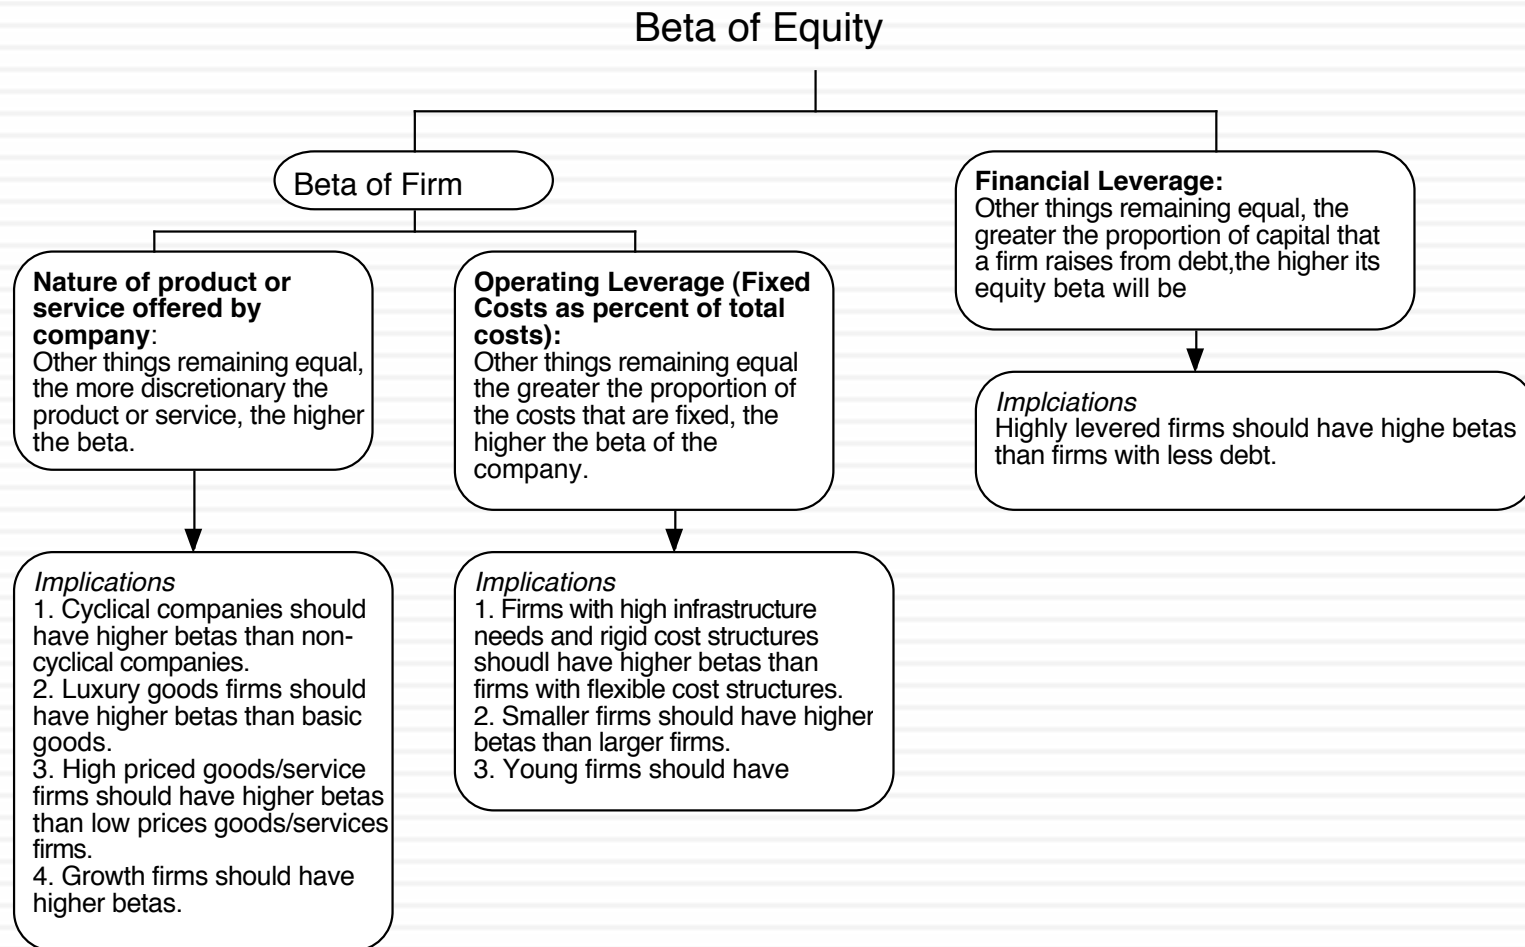 Beta of Equity
Beta of Firm
Financial Leverage:
Other things remaining equal, the
greater the proportion of capital that
a firm raises from debt,the higher its
equity beta will be
Nature of product or
service offered by
company:
Other things remaining equal,
the more discretionary the
product or service, the higher
the beta.
Operating Leverage (Fixed
Costs as percent of total
costs):
Other things remaining equal
the greater the proportion of
the costs that are fixed, the
higher the beta of the
company.
Implciations
Highly levered firms should have highe betas
than firms with less debt.
Implications
1. Cyclical companies should
have higher betas than non-
cyclical companies.
2. Luxury goods firms should
have higher betas than basic
goods.
3. High priced goods/service
firms should have higher betas
than low prices goods/services
firms.
4. Growth firms should have
higher betas.
Implications
1. Firms with high infrastructure
needs and rigid cost structures
shoudl have higher betas than
firms with flexible cost structures.
2. Smaller firms should have higher
betas than larger firms.
3. Young firms should have